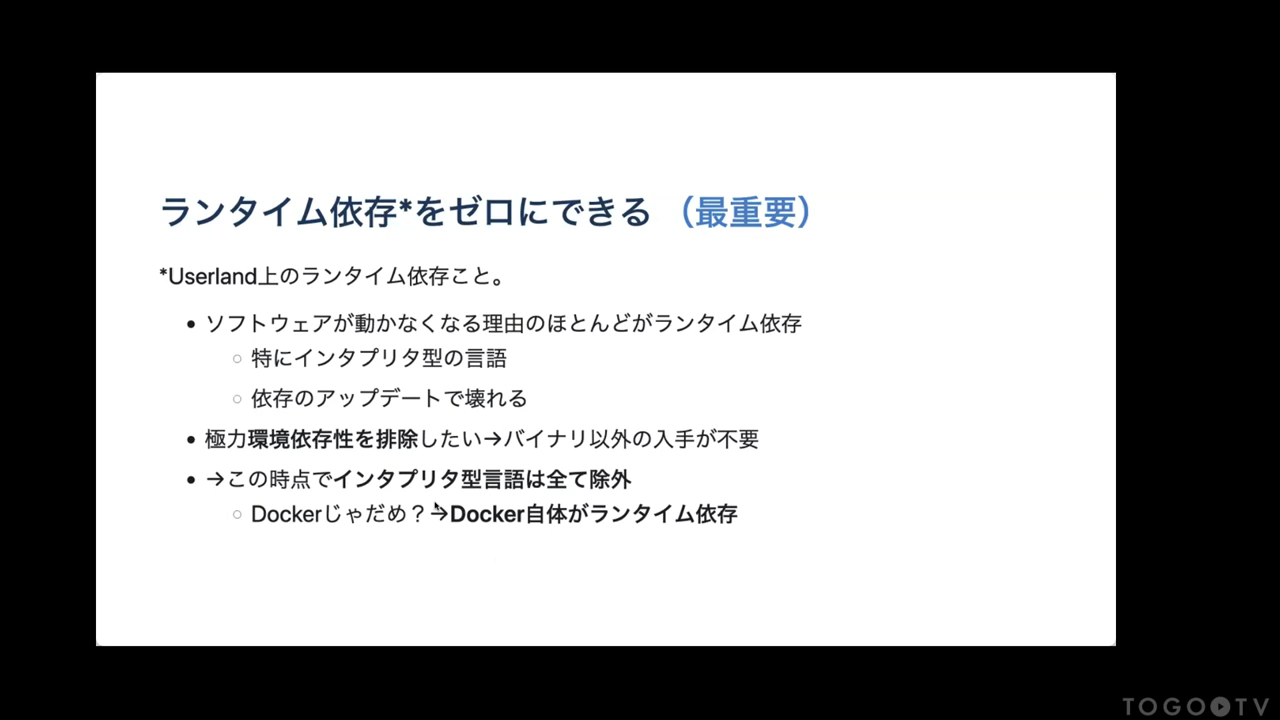 ランタイム依存*をゼロにできる （最重要）
*Userland上のランタイム依存こと。
• ソフトウェアが動かなくなる理由のほとんどがランタイム依存
○ 特にインタプリタ型の言語
○ 依存のアップデートで壊れる
• 極力環境依存性を排除したい→バイナリ以外の入手が不要
• →この時点でインタプリタ型言語は全て除外
○ Dockerじゃだめ？→Docker自体がランタイム依存
TOGOTV